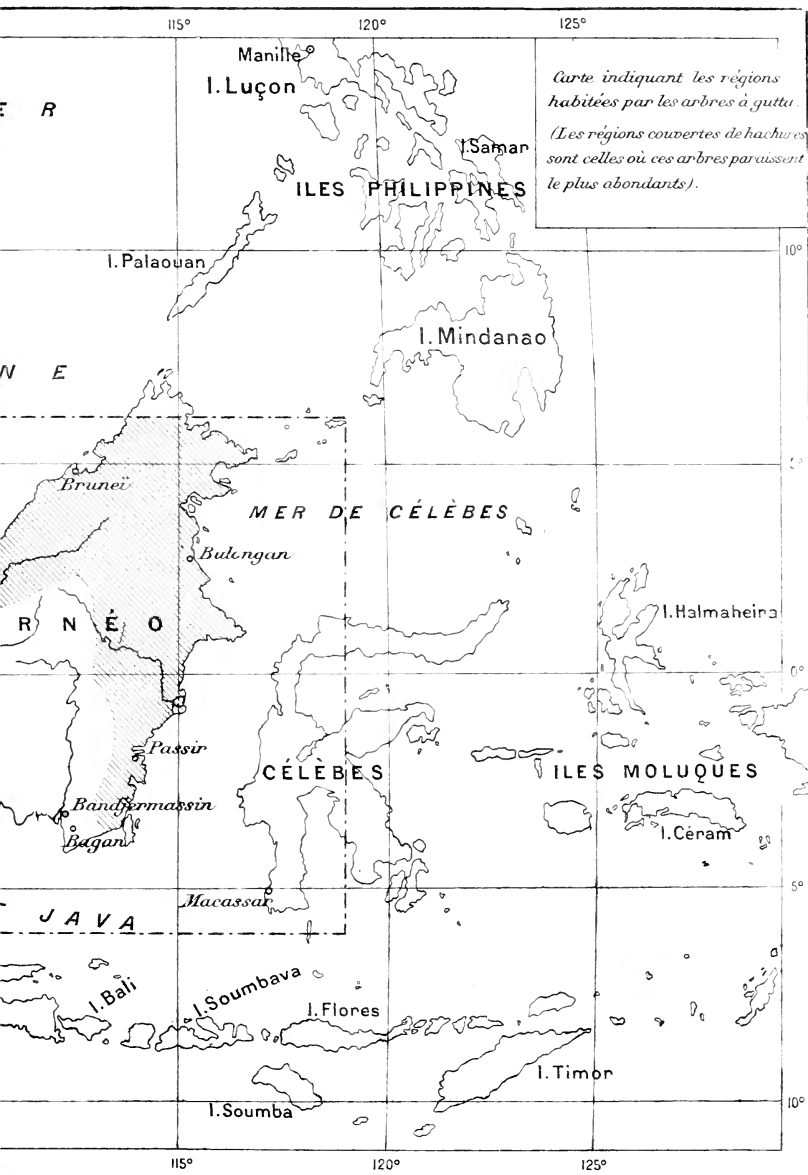 115° 120° 125°
Manille
I. Luçon
E R
Carte indiquant les régions
habitées par les arbres à gutta.
(Les régions couvertes de hachures
sont celles où ces arbres paraissent
le plus abondants).
I. Samar
ILES PHILIPPINES
10°
I. Palaouan
I. Mindanao
N E
5°
Bruneï
MER DE CÉLÈBES
Bulengan
I. Halmaheira
R N É O
0°
Passir
CÉLÈBES
ILES MOLUQUES
Bandjermassin
I. Céram
Bagan
5°
Macassar
JAVA
I. Bali
I. Soumbava
I. Flores
I. Timor
I. Soumba
10°
115° 120° 125°